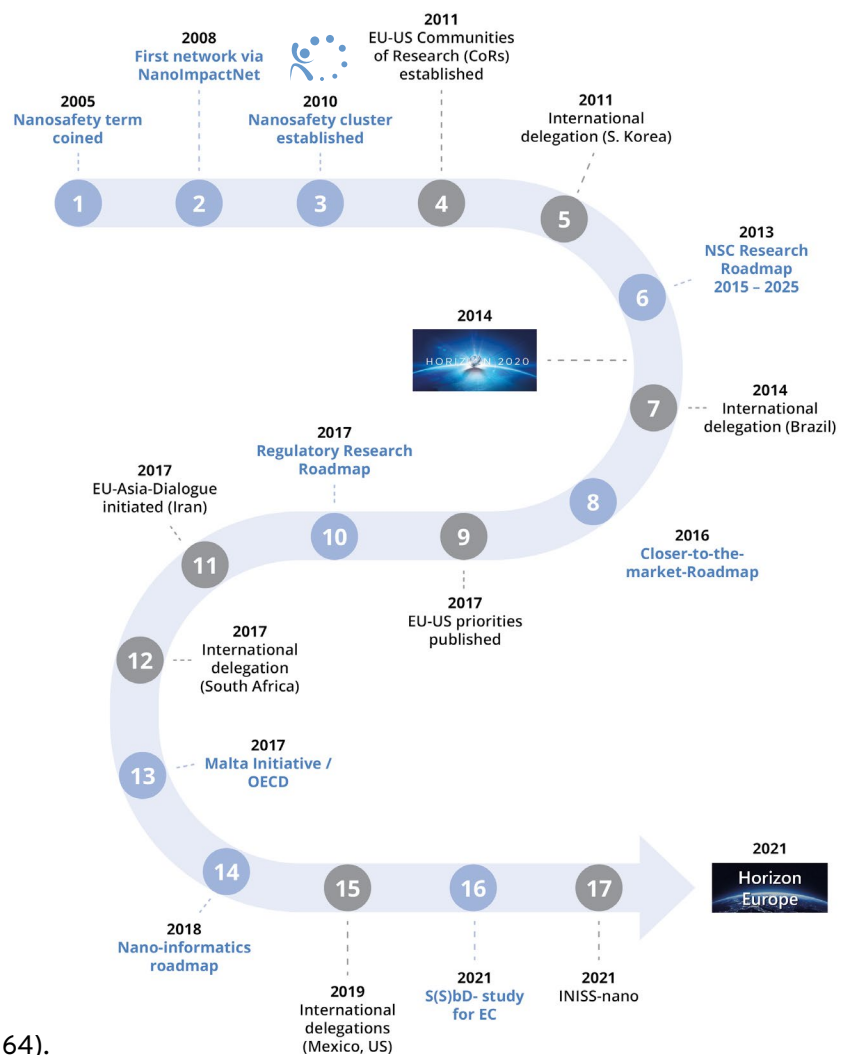 2005
Nanosafety term
coined
1
2008
First network via
NanoImpactNet
2
2010
Nanosafety cluster
established
3
2011
EU-US Communities
of Research (CoRs)
established
4
2011
International
delegation (S. Korea)
5
2013
NSC Research
Roadmap
2015 – 2025
6
2014
HORIZON 2020
2014
International
delegation (Brazil)
7
2016
Closer-to-the-
market-Roadmap
8
2017
EU-US priorities
published
9
2017
Regulatory Research
Roadmap
10
2017
EU-Asia-Dialogue
initiated (Iran)
11
2017
International
delegation
(South Africa)
12
2017
Malta Initiative /
OECD
13
2018
Nano-informatics
roadmap
14
2019
International
delegations
(Mexico, US)
15
2021
S(S)bD- study
for EC
16
2021
INISS-nano
17
2021
Horizon
Europe
64).